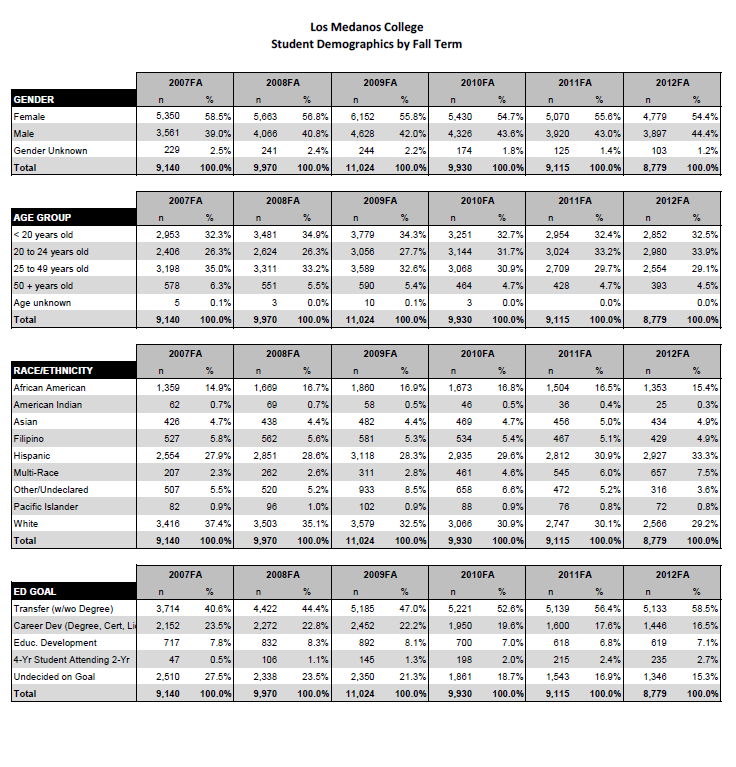 Los Medanos College
Student Demographics by Fall Term
2007FA 2008FA 2009FA 2010FA 2011FA 2012FA
GENDER n % n % n % n % n % n %
Female 5,350 58.5% 5,663 56.8% 6,152 55.8% 5,430 54.7% 5,070 55.6% 4,779 54.4%
Male 3,561 39.0% 4,066 40.8% 4,628 42.0% 4,326 43.6% 3,920 43.0% 3,897 44.4%
Gender Unknown 229 2.5% 241 2.4% 244 2.2% 174 1.8% 125 1.4% 103 1.2%
Total 9,140 100.0% 9,970 100.0% 11,024 100.0% 9,930 100.0% 9,115 100.0% 8,779 100.0%
2007FA 2008FA 2009FA 2010FA 2011FA 2012FA
AGE GROUP n % n % n % n % n % n %
< 20 years old 2,953 32.3% 3,481 34.9% 3,779 34.3% 3,251 32.7% 2,954 32.4% 2,852 32.5%
20 to 24 years old 2,406 26.3% 2,624 26.3% 3,056 27.7% 3,144 31.7% 3,024 33.2% 2,980 33.9%
25 to 49 years old 3,198 35.0% 3,311 33.2% 3,589 32.6% 3,068 30.9% 2,709 29.7% 2,554 29.1%
50 + years old 578 6.3% 551 5.5% 590 5.4% 464 4.7% 428 4.7% 393 4.5%
Age unknown 5 0.1% 3 0.0% 10 0.1% 3 0.0% 0.0% 0.0%
Total 9,140 100.0% 9,970 100.0% 11,024 100.0% 9,930 100.0% 9,115 100.0% 8,779 100.0%
2007FA 2008FA 2009FA 2010FA 2011FA 2012FA
RACE/ETHNICITY n % n % n % n % n % n %
African American 1,359 14.9% 1,669 16.7% 1,860 16.9% 1,673 16.8% 1,504 16.5% 1,353 15.4%
American Indian 62 0.7% 69 0.7% 58 0.5% 46 0.5% 36 0.4% 25 0.3%
Asian 426 4.7% 438 4.4% 482 4.4% 469 4.7% 456 5.0% 434 4.9%
Filipino 527 5.8% 562 5.6% 581 5.3% 534 5.4% 467 5.1% 429 4.9%
Hispanic 2,554 27.9% 2,851 28.6% 3,118 28.3% 2,935 29.6% 2,812 30.9% 2,927 33.3%
Multi-Race 207 2.3% 262 2.6% 311 2.8% 461 4.6% 545 6.0% 657 7.5%
Other/Undeclared 507 5.5% 520 5.2% 933 8.5% 658 6.6% 472 5.2% 316 3.6%
Pacific Islander 82 0.9% 96 1.0% 102 0.9% 88 0.9% 76 0.8% 72 0.8%
White 3,416 37.4% 3,503 35.1% 3,579 32.5% 3,066 30.9% 2,747 30.1% 2,566 29.2%
Total 9,140 100.0% 9,970 100.0% 11,024 100.0% 9,930 100.0% 9,115 100.0% 8,779 100.0%
2007FA 2008FA 2009FA 2010FA 2011FA 2012FA
ED GOAL n % n % n % n % n % n %
Transfer (w/wo Degree) 3,714 40.6% 4,422 44.4% 5,185 47.0% 5,221 52.6% 5,139 56.4% 5,133 58.5%
Career Dev (Degree, Cert, Li 2,152 23.5% 2,272 22.8% 2,452 22.2% 1,950 19.6% 1,600 17.6% 1,446 16.5%
Educ. Development 717 7.8% 832 8.3% 892 8.1% 700 7.0% 618 6.8% 619 7.1%
4-Yr Student Attending 2-Yr 47 0.5% 106 1.1% 145 1.3% 198 2.0% 215 2.4% 235 2.7%
Undecided on Goal 2,510 27.5% 2,338 23.5% 2,350 21.3% 1,861 18.7% 1,543 16.9% 1,346 15.3%
Total 9,140 100.0% 9,970 100.0% 11,024 100.0% 9,930 100.0% 9,115 100.0% 8,779 100.0%